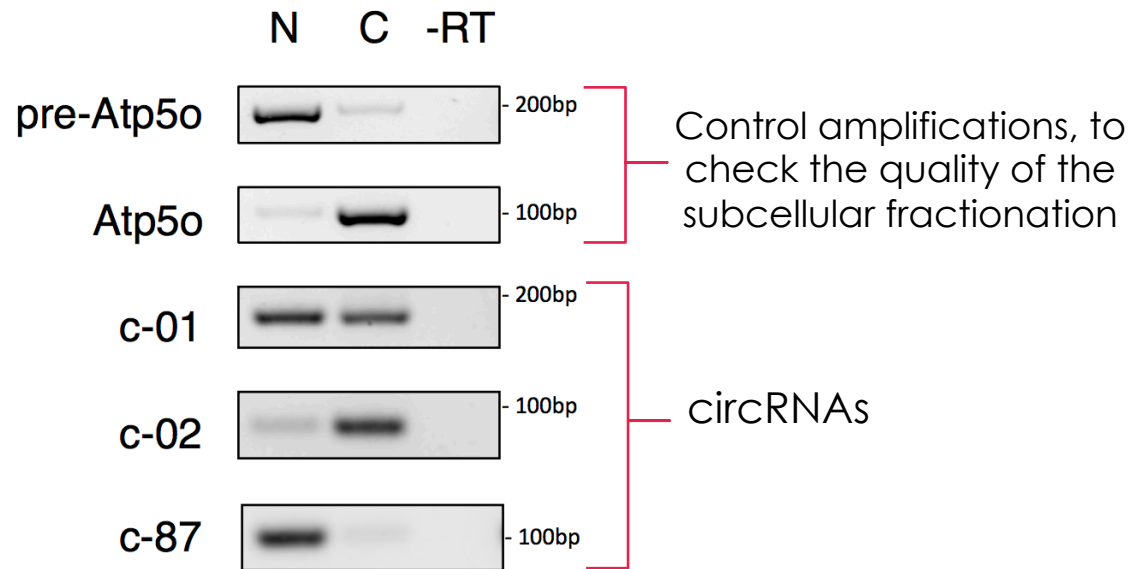 N C -RT
pre-Atp5o
- 200bp
Control amplifications, to
check the quality of the
subcellular fractionation
Atp5o
- 100bp
c-01
- 200bp
circRNAs
c-02
- 100bp
c-87
- 100bp